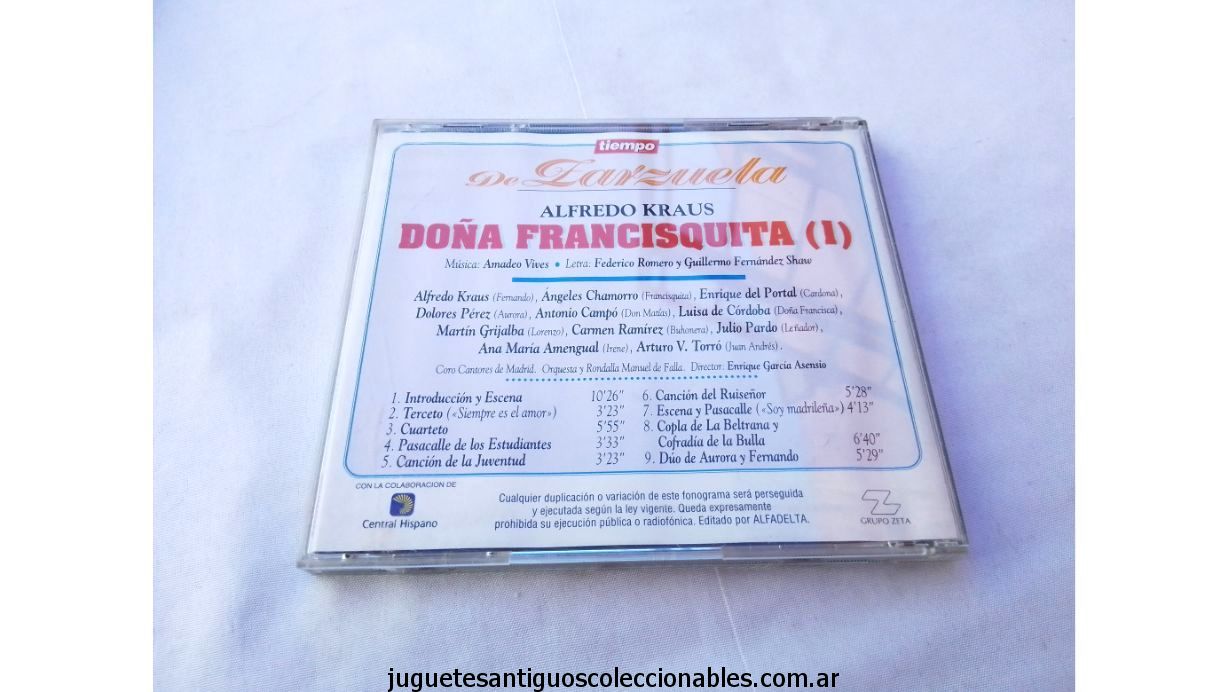 tiempo
De Zarzuela
ALFREDO KRAUS
DOÑA FRANCISQUITA (I)
Música: Amadeo Vives • Letra: Federico Romero y Guillermo Fernández Shaw
Alfredo Kraus (Fernando), Ángeles Chamorro (Francisquita), Enrique del Portal (Cardona),
Dolores Pérez (Aurora), Antonio Campó (Don Matías), Luisa de Córdoba (Doña Francisca),
Martín Grijalba (Lorenzo), Carmen Ramírez (Buhonera), Julio Pardo (Leñador),
Ana María Amengual (Irene), Arturo V. Torró (Juan Andrés).
Coro Cantores de Madrid. Orquesta y Rondalla Manuel de Falla. Director: Enrique García Asensio
1. Introducción y Escena 10'26"
2. Terceto («Siempre es el amor») 3'23"
3. Cuarteto 5'55"
4. Pasacalle de los Estudiantes 3'33"
5. Canción de la Juventud 3'23"
6. Canción del Ruiseñor 5'28"
7. Escena y Pasacalle («Soy madrileña») 4'13"
8. Copla de La Beltrana y
Cofradía de la Bulla 6'40"
9. Dúo de Aurora y Fernando 5'29"
CON LA COLABORACION DE
Central Hispano
Cualquier duplicación o variación de este fonograma será perseguida
y ejecutada según la ley vigente. Queda expresamente
prohibida su ejecución pública o radiofónica. Editado por ALFADELTA.
GRUPO ZETA
juguetesantiguoscoleccionables.com.ar